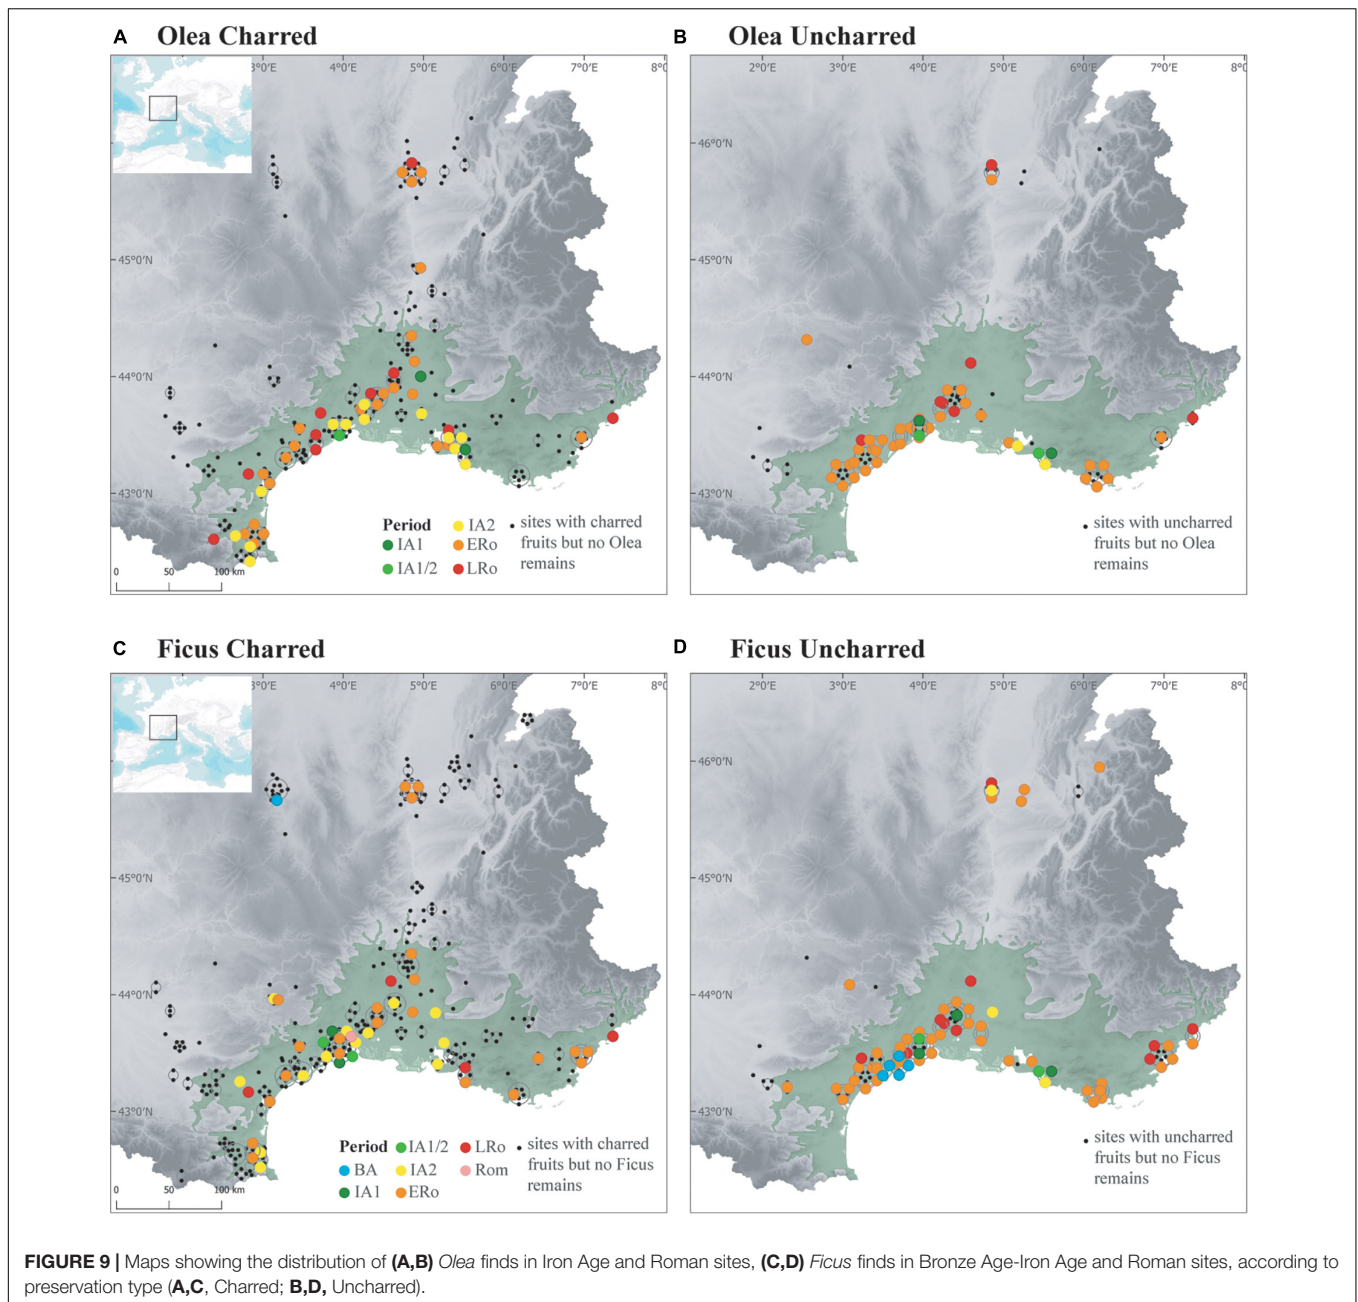 A Olea Charred
B Olea Uncharred
3°0'E 4°0'E 5°0'E 6°0'E 7°0'E 8°0
2°0'E 3°0'E 4°0'E 5°0'E 6°0'E 7°0'E 8°0
46°0'N
45°0'N 45°0'N
44°0'N 44°0'N
43°0'N 43°0'N
Period
IA1
IA1/2
IA2
ERo
LRo
sites with charred
fruits but no Olea
remains
0 50 100 km
sites with uncharred
fruits but no Olea
remains
C Ficus Charred
D Ficus Uncharred
3°0'E 4°0'E 5°0'E 6°0'E 7°0'E 8°0
2°0'E 3°0'E 4°0'E 5°0'E 6°0'E 7°0'E 8°0
46°0'N
45°0'N 45°0'N
44°0'N 44°0'N
43°0'N 43°0'N
Period
BA
IA1
IA1/2
IA2
ERo
LRo
Rom
sites with charred
fruits but no Ficus
remains
0 50 100 km
sites with uncharred
fruits but no Ficus
remains
FIGURE 9 | Maps showing the distribution of (A,B) Olea finds in Iron Age and Roman sites, (C,D) Ficus finds in Bronze Age-Iron Age and Roman sites, according to
preservation type (A,C, Charred; B,D, Uncharred).